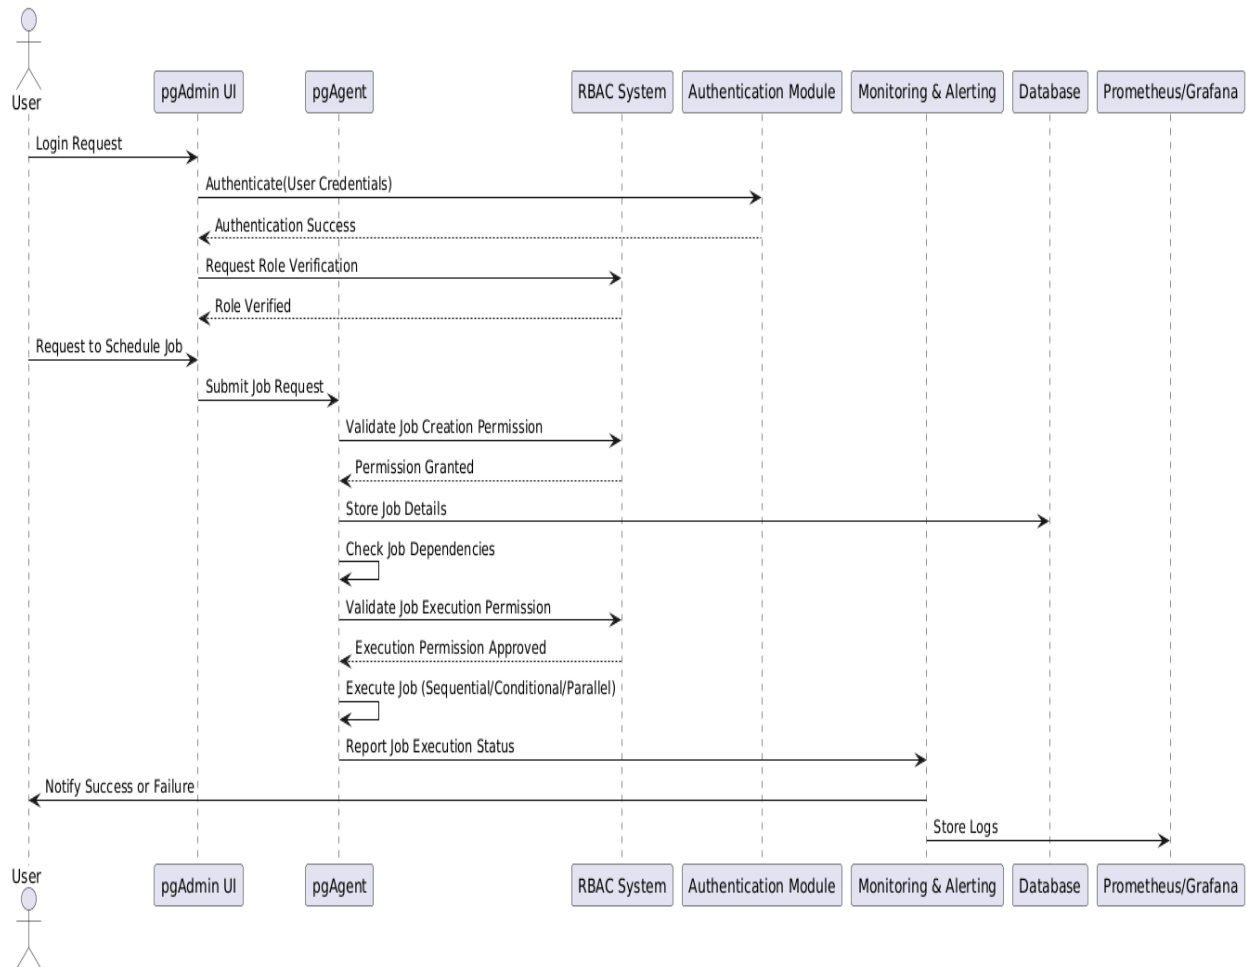 User
pgAdmin UI
pgAgent
RBAC System
Authentication Module
Monitoring & Alerting
Database
Prometheus/Grafana
Login Request
Authenticate(User Credentials)
Authentication Success
Request Role Verification
Role Verified
Request to Schedule Job
Submit Job Request
Validate Job Creation Permission
Permission Granted
Store Job Details
Check Job Dependencies
Validate Job Execution Permission
Execution Permission Approved
Execute Job (Sequential/Conditional/Parallel)
Report Job Execution Status
Notify Success or Failure
Store Logs
User
pgAdmin UI
pgAgent
RBAC System
Authentication Module
Monitoring & Alerting
Database
Prometheus/Grafana